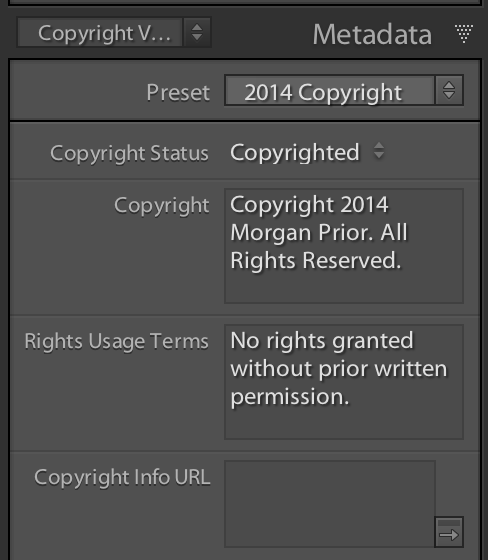 Copyright V...
Metadata
Preset
2014 Copyright
Copyright Status
Copyrighted
Copyright
Copyright 2014
Morgan Prior. All
Rights Reserved.
Rights Usage Terms
No rights granted
without prior written
permission.
Copyright Info URL